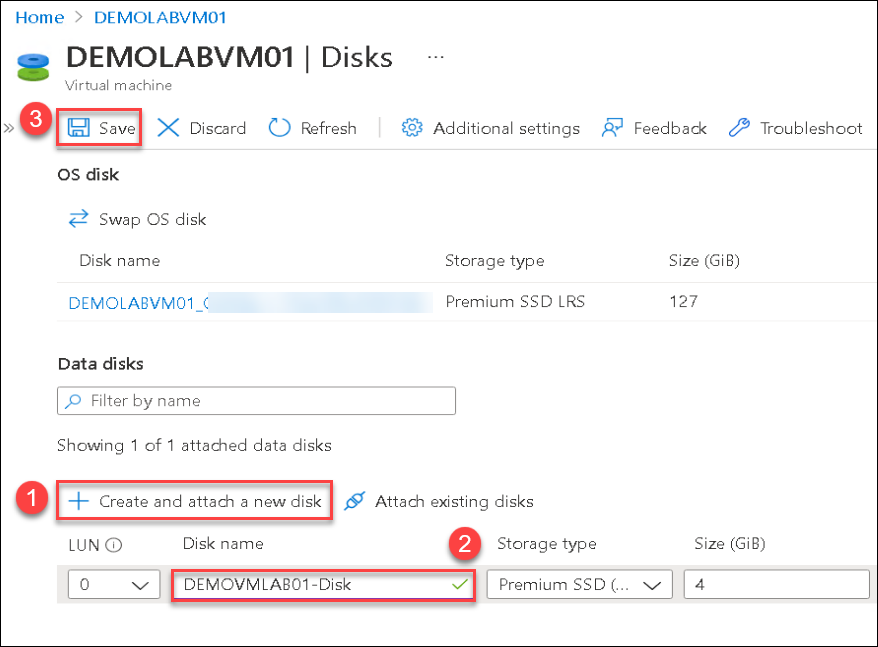 Home > DEMOLABVM01
DEMOLABVM01 | Disks ...
Virtual machine
3
» Save Discard Refresh | Additional settings Feedback Troubleshoot
OS disk
Swap OS disk
Disk name Storage type Size (GiB)
DEMOLABVM01_ Premium SSD LRS 127
Data disks
Filter by name
Showing 1 of 1 attached data disks
1 + Create and attach a new disk Attach existing disks
LUN Disk name 2 Storage type Size (GiB)
0 DEMOVMLAB01-Disk Premium SSD (... 4